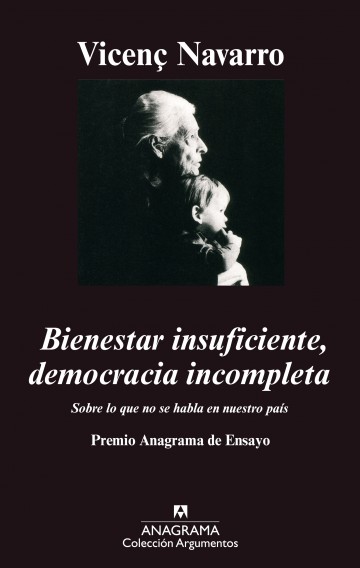 Vicenç Navarro
Bienestar insuficiente,
democracia incompleta
Sobre lo que no se habla en nuestro país
Premio Anagrama de Ensayo
ANAGRAMA
Colección Argumentos